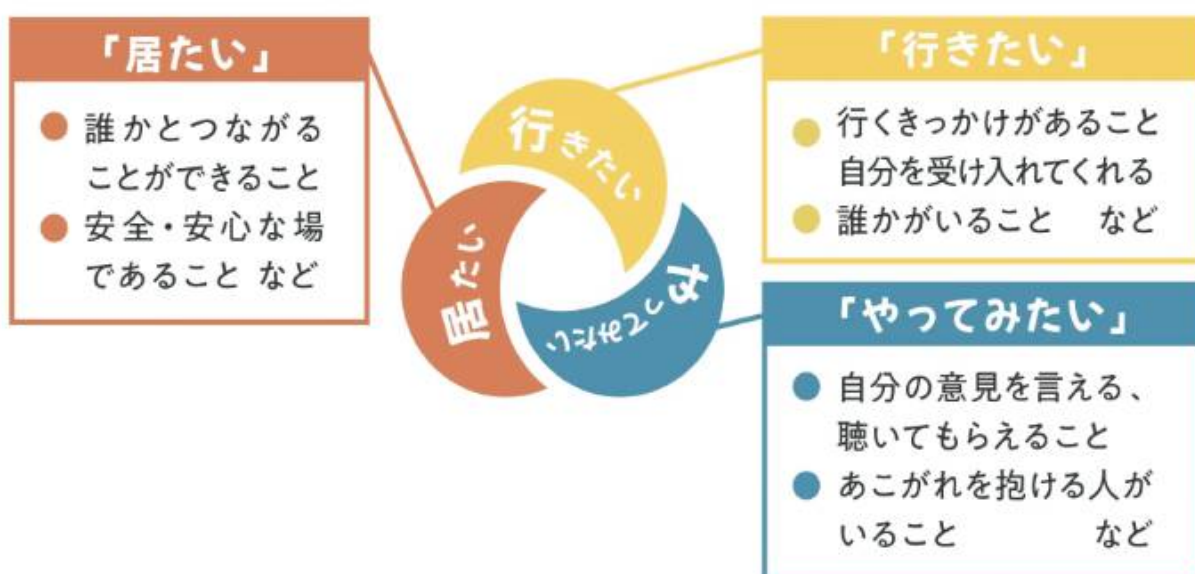 「居たい」
● 誰かとつながる
ことができること
● 安全・安心な場
であること など
行きたい
居たい
やってみたい
「行きたい」
● 行くきっかけがあること
自分を受け入れてくれる
● 誰かがいること など
「やってみたい」
● 自分の意見を言える、
聴いてもらえること
● あこがれを抱ける人が
いること など